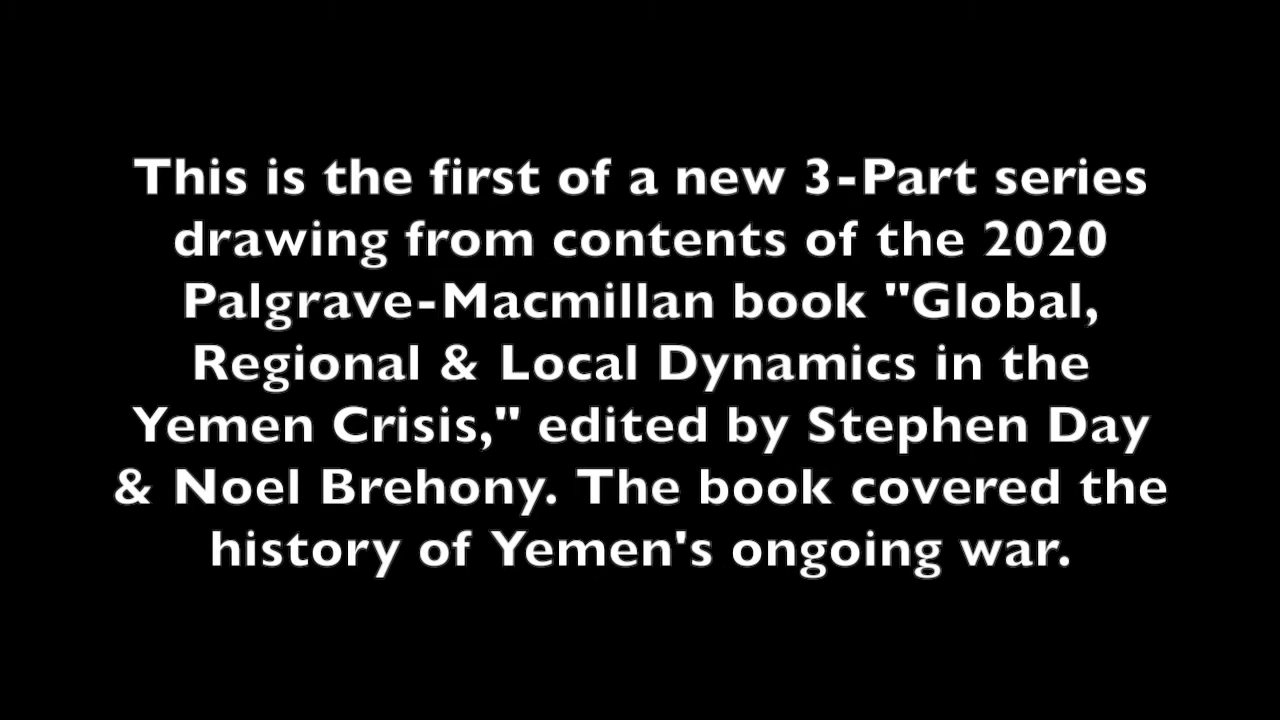 This is the first of a new 3-Part series
drawing from contents of the 2020
Palgrave-Macmillan book "Global,
Regional & Local Dynamics in the
Yemen Crisis," edited by Stephen Day
& Noel Brehony. The book covered the
history of Yemen's ongoing war.